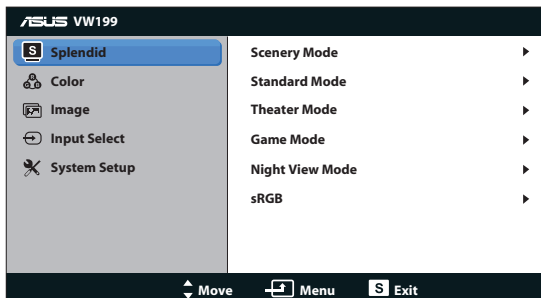 ASUS VW199
S Splendid
Color
Image
Input Select
System Setup
Scenery Mode
Standard Mode
Theater Mode
Game Mode
Night View Mode
sRGB
Move Menu S Exit